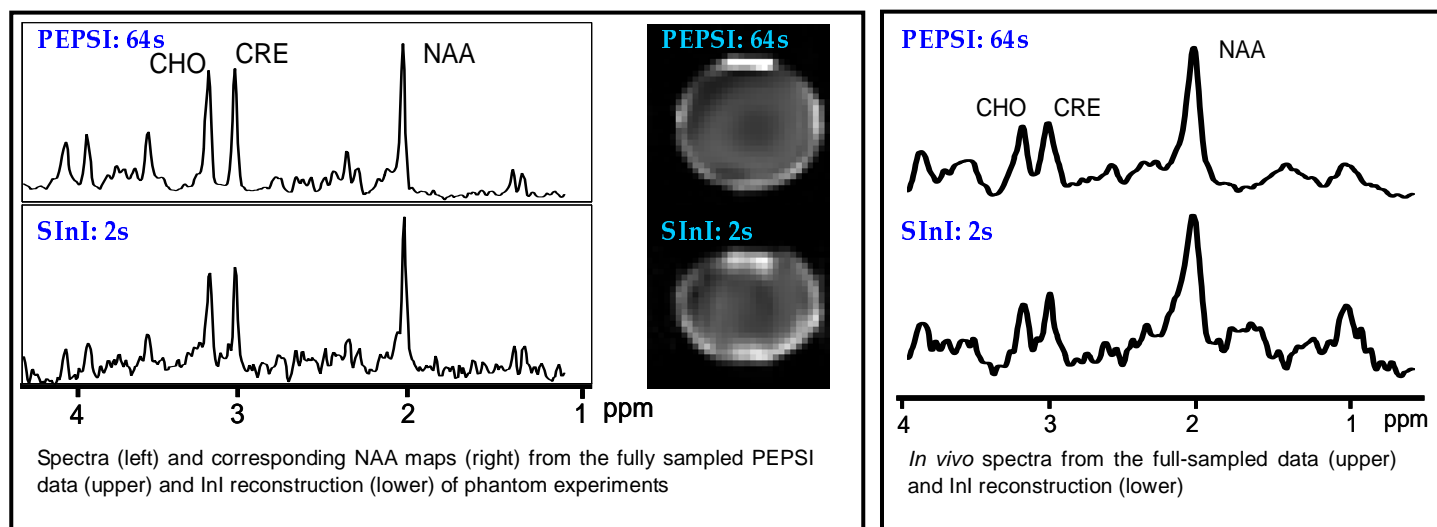 PEPSI: 64s
CHO
CRE
NAA
SInI: 2s
4 3 2 1 ppm
PEPSI: 64s
SInI: 2s
Spectra (left) and corresponding NAA maps (right) from the fully sampled PEPSI
data (upper) and InI reconstruction (lower) of phantom experiments
PEPSI: 64s
NAA
CHO CRE
SInI: 2s
4 3 2 1 ppm
In vivo spectra from the full-sampled data (upper)
and InI reconstruction (lower)